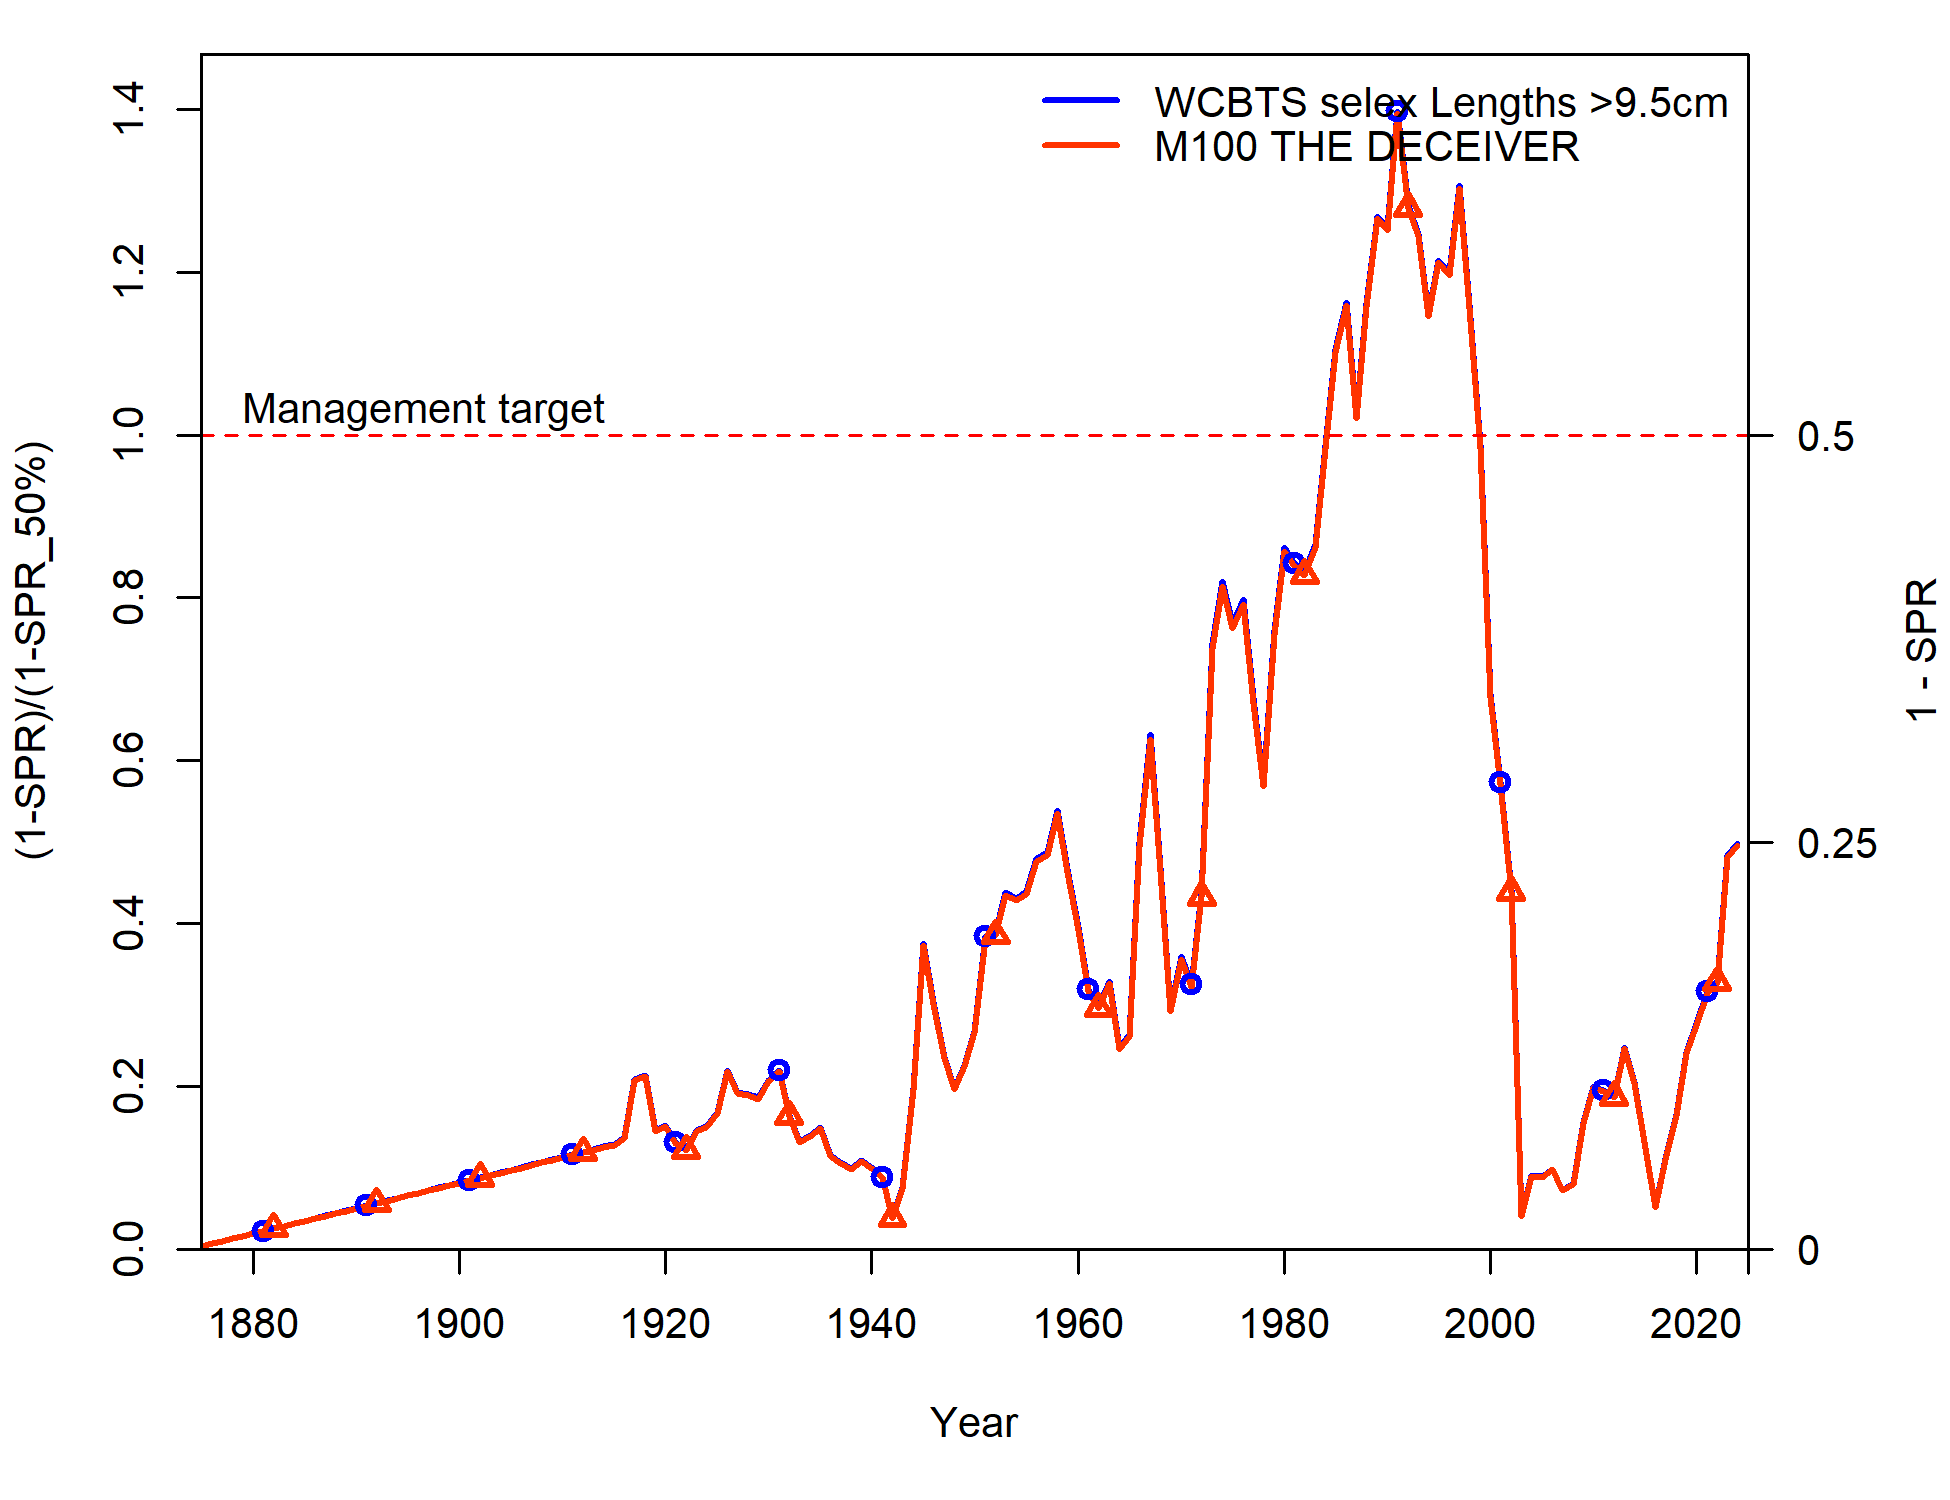 WCBTS selex Lengths >9.5cm
M100 THE DECEIVER
Management target
(1-SPR)/(1-SPR_50%)
1.4
1.2
1.0
0.8
0.6
0.4
0.2
0.0
0.5
0.25
0
1 - SPR
1880 1900 1920 1940 1960 1980 2000 2020
Year